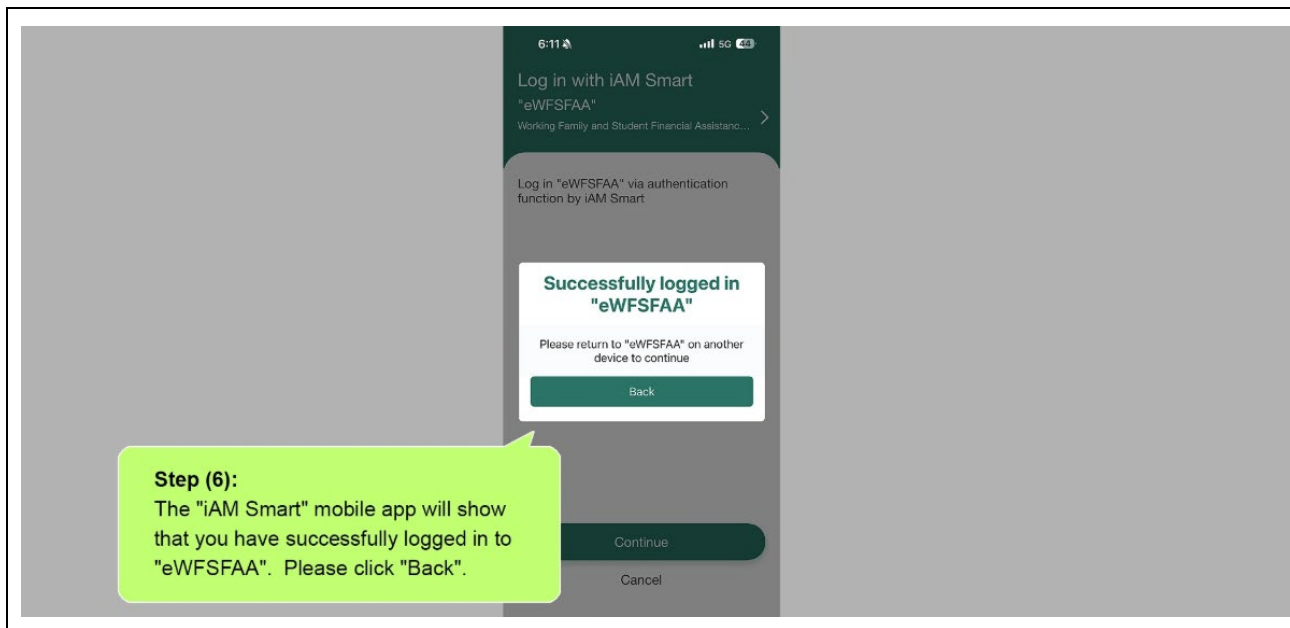 6:11
5G 44
Log in with iAM Smart
"eWFSFAA"
Working Family and Student Financial Assistanc...
Log in "eWFSFAA" via authentication
function by iAM Smart
Successfully logged in
"eWFSFAA"
Please return to "eWFSFAA" on another
device to continue
Back
Step (6):
The "iAM Smart" mobile app will show
that you have successfully logged in to
"eWFSFAA".  Please click "Back".
Continue
Cancel